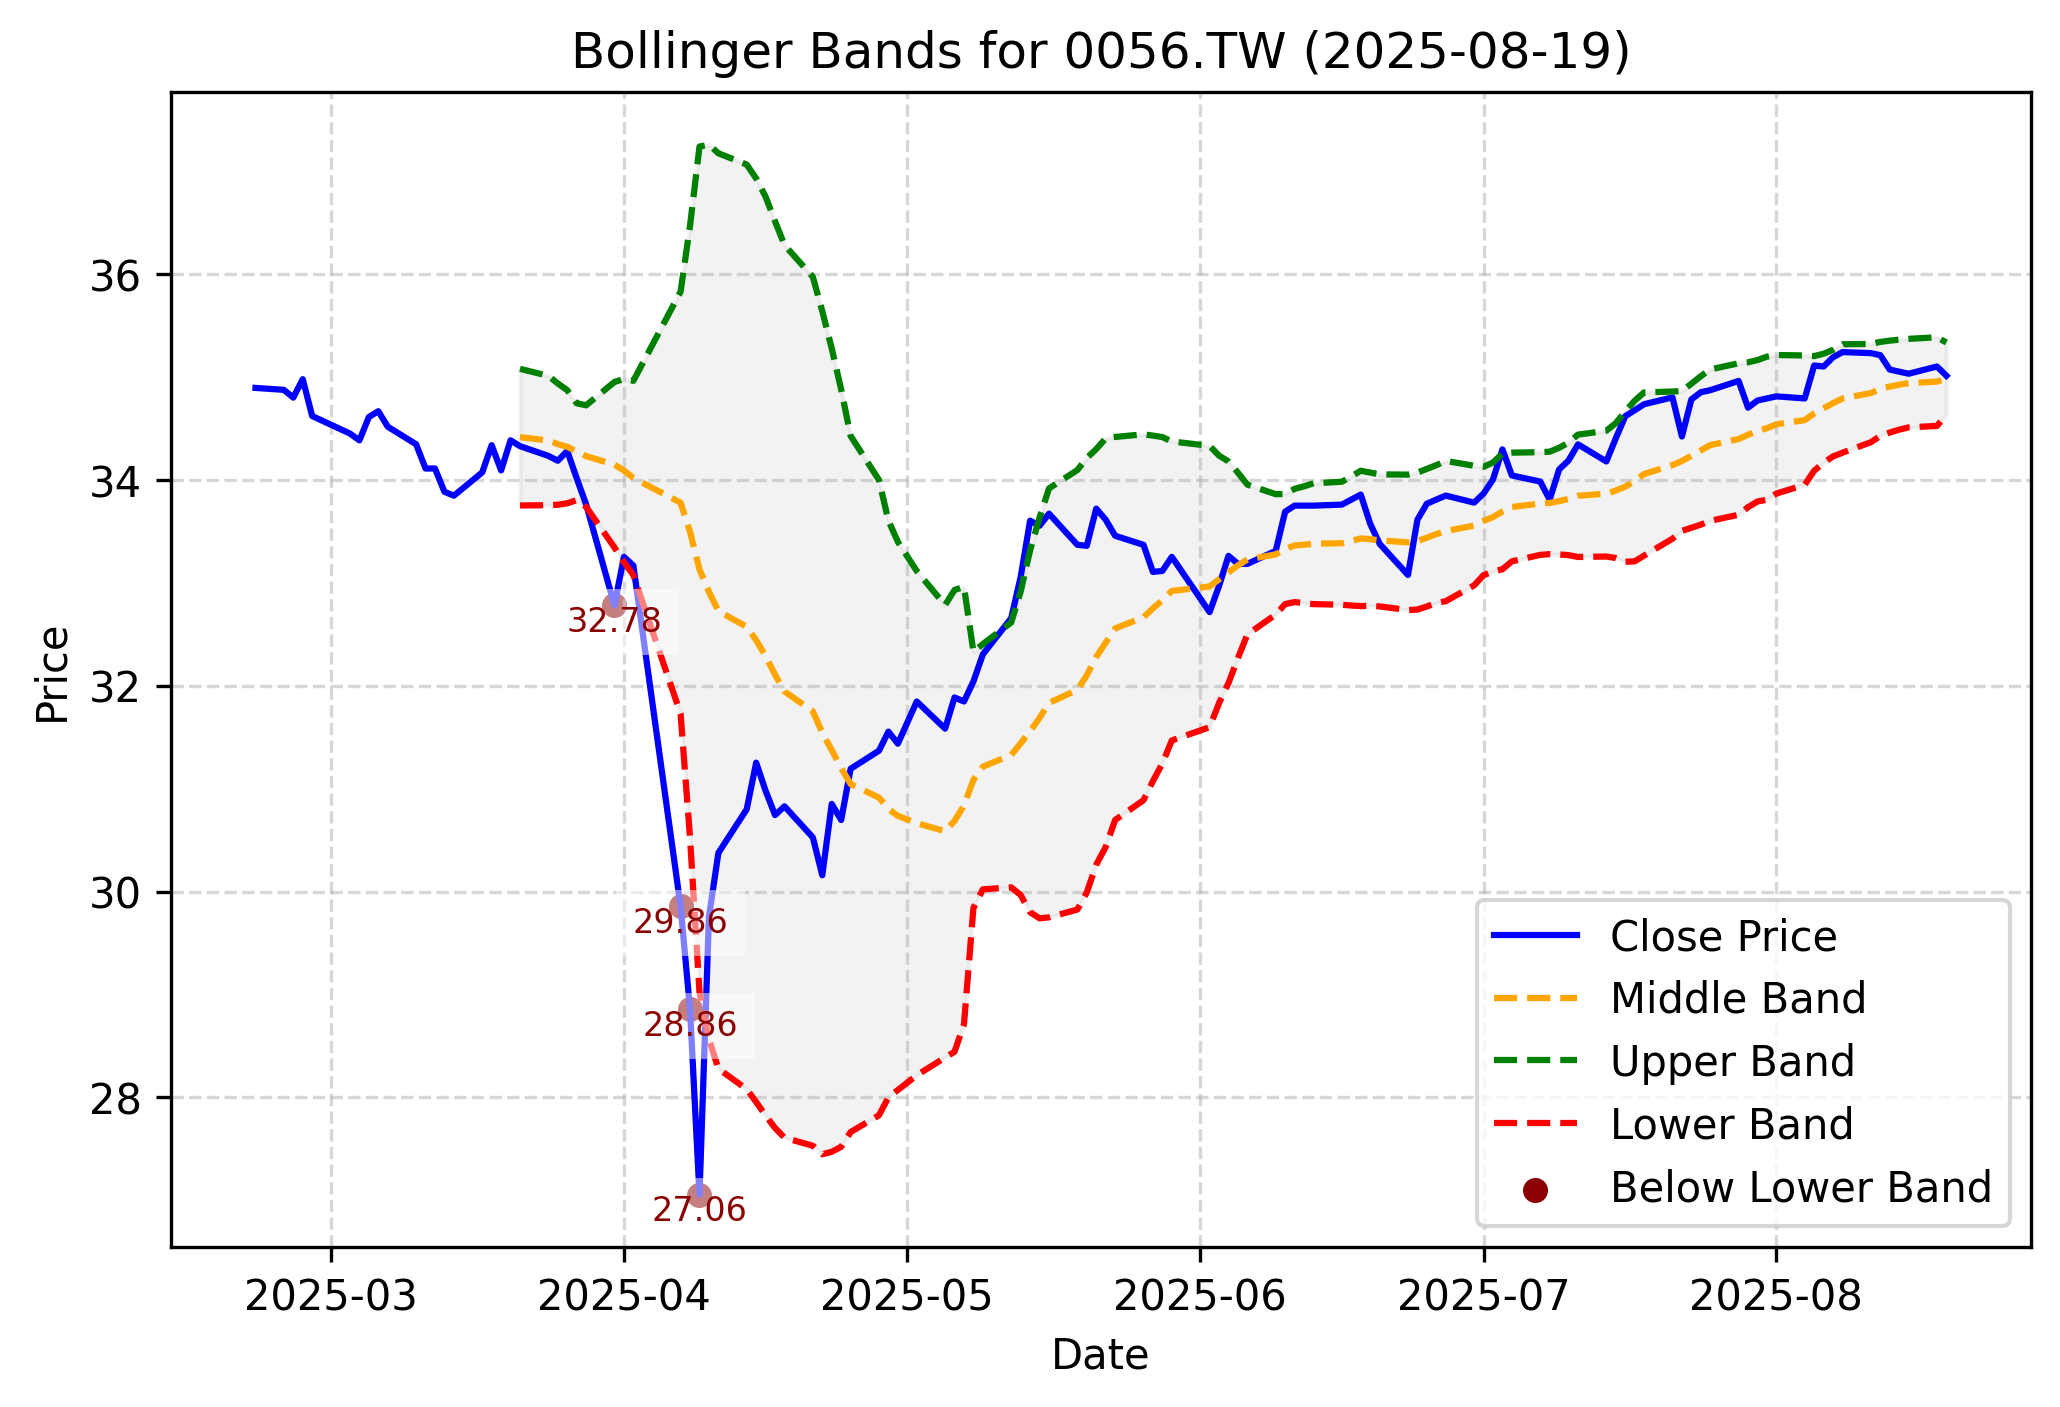 Bollinger Bands for 0056.TW (2025-08-19)
Price
36
34
32
30
28
32.78
29.86
28.86
27.06
Close Price
Middle Band
Upper Band
Lower Band
Below Lower Band
2025-03 2025-04 2025-05 2025-06 2025-07 2025-08
Date